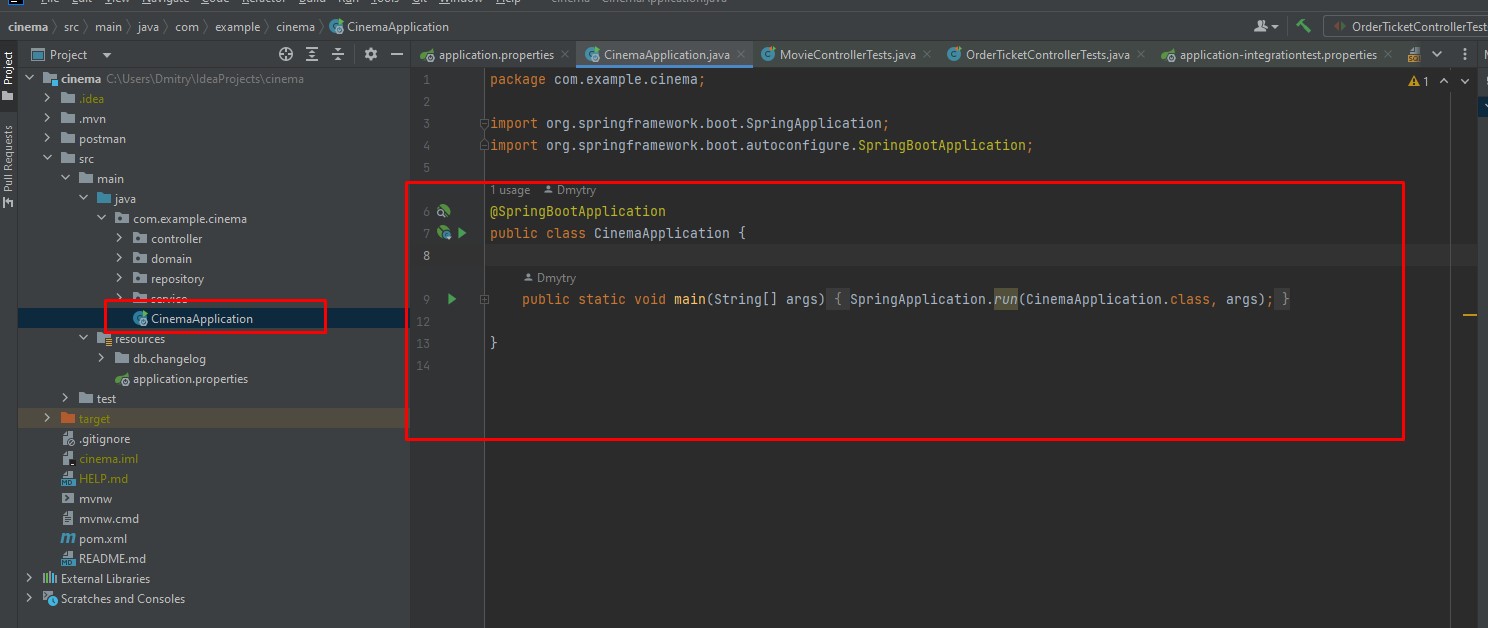 cinema src main java com example cinema CinemaApplication
OrderTicketControllerTest
Project
application.properties CinemaApplication.java MovieControllerTests.java OrderTicketControllerTests.java application-integrationtest.properties
Project
Pull Requests
cinema C:\Users\Dmitry\IdeaProjects\cinema
.idea
.mvn
postman
src
main
java
com.example.cinema
controller
domain
repository
service
CinemaApplication
resources
db.changelog
application.properties
test
target
.gitignore
cinema.iml
HELP.md
mvnw
mvnw.cmd
pom.xml
README.md
External Libraries
Scratches and Consoles
1 package com.example.cinema;
1
2
3 import org.springframework.boot.SpringApplication;
4 import org.springframework.boot.autoconfigure.SpringBootApplication;
5
1 usage Dmytry
6 @SpringBootApplication
7 public class CinemaApplication {
8
Dmytry
9 public static void main(String[] args) { SpringApplication.run(CinemaApplication.class, args); }
12
13 }
14